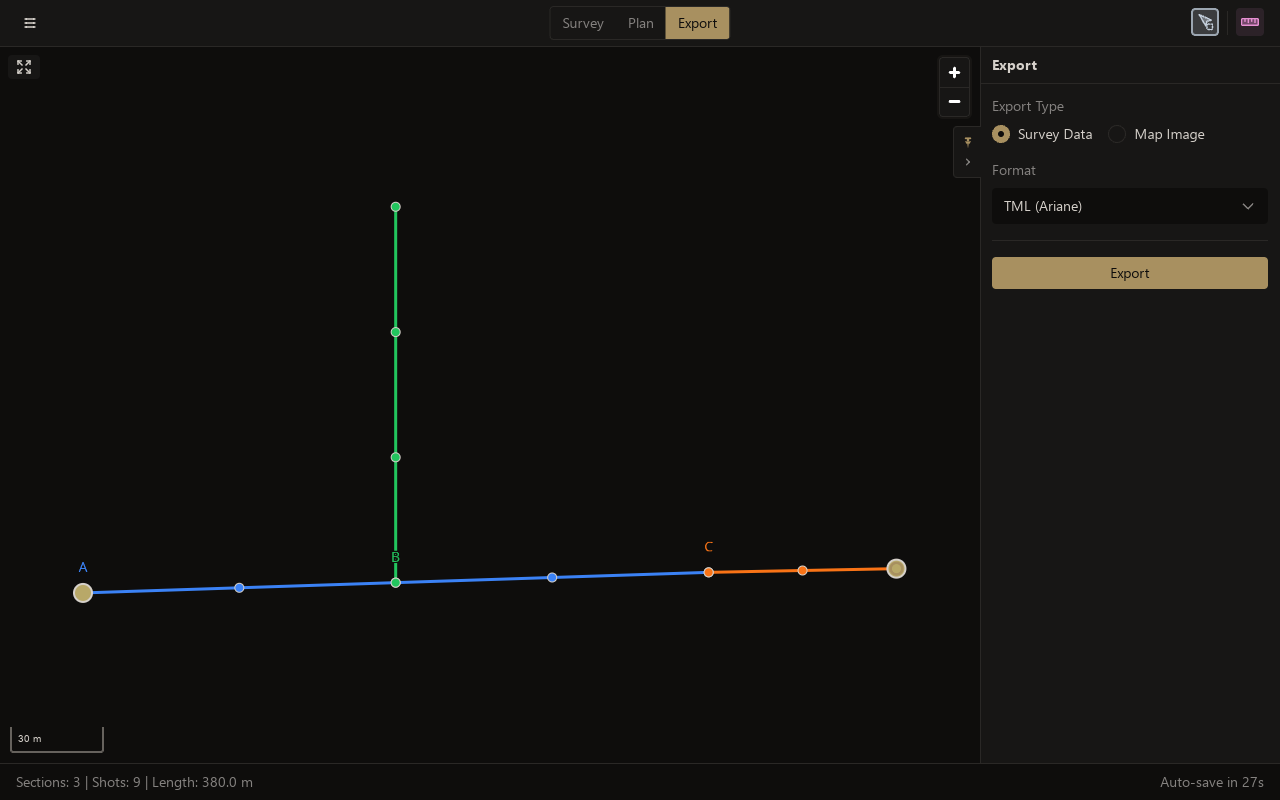 Survey Plan Export
Export
Export Type
Survey Data Map Image
Format
TML (Ariane)
Export
A
B
C
30 m
Sections: 3 | Shots: 9 | Length: 380.0 m
Auto-save in 27s